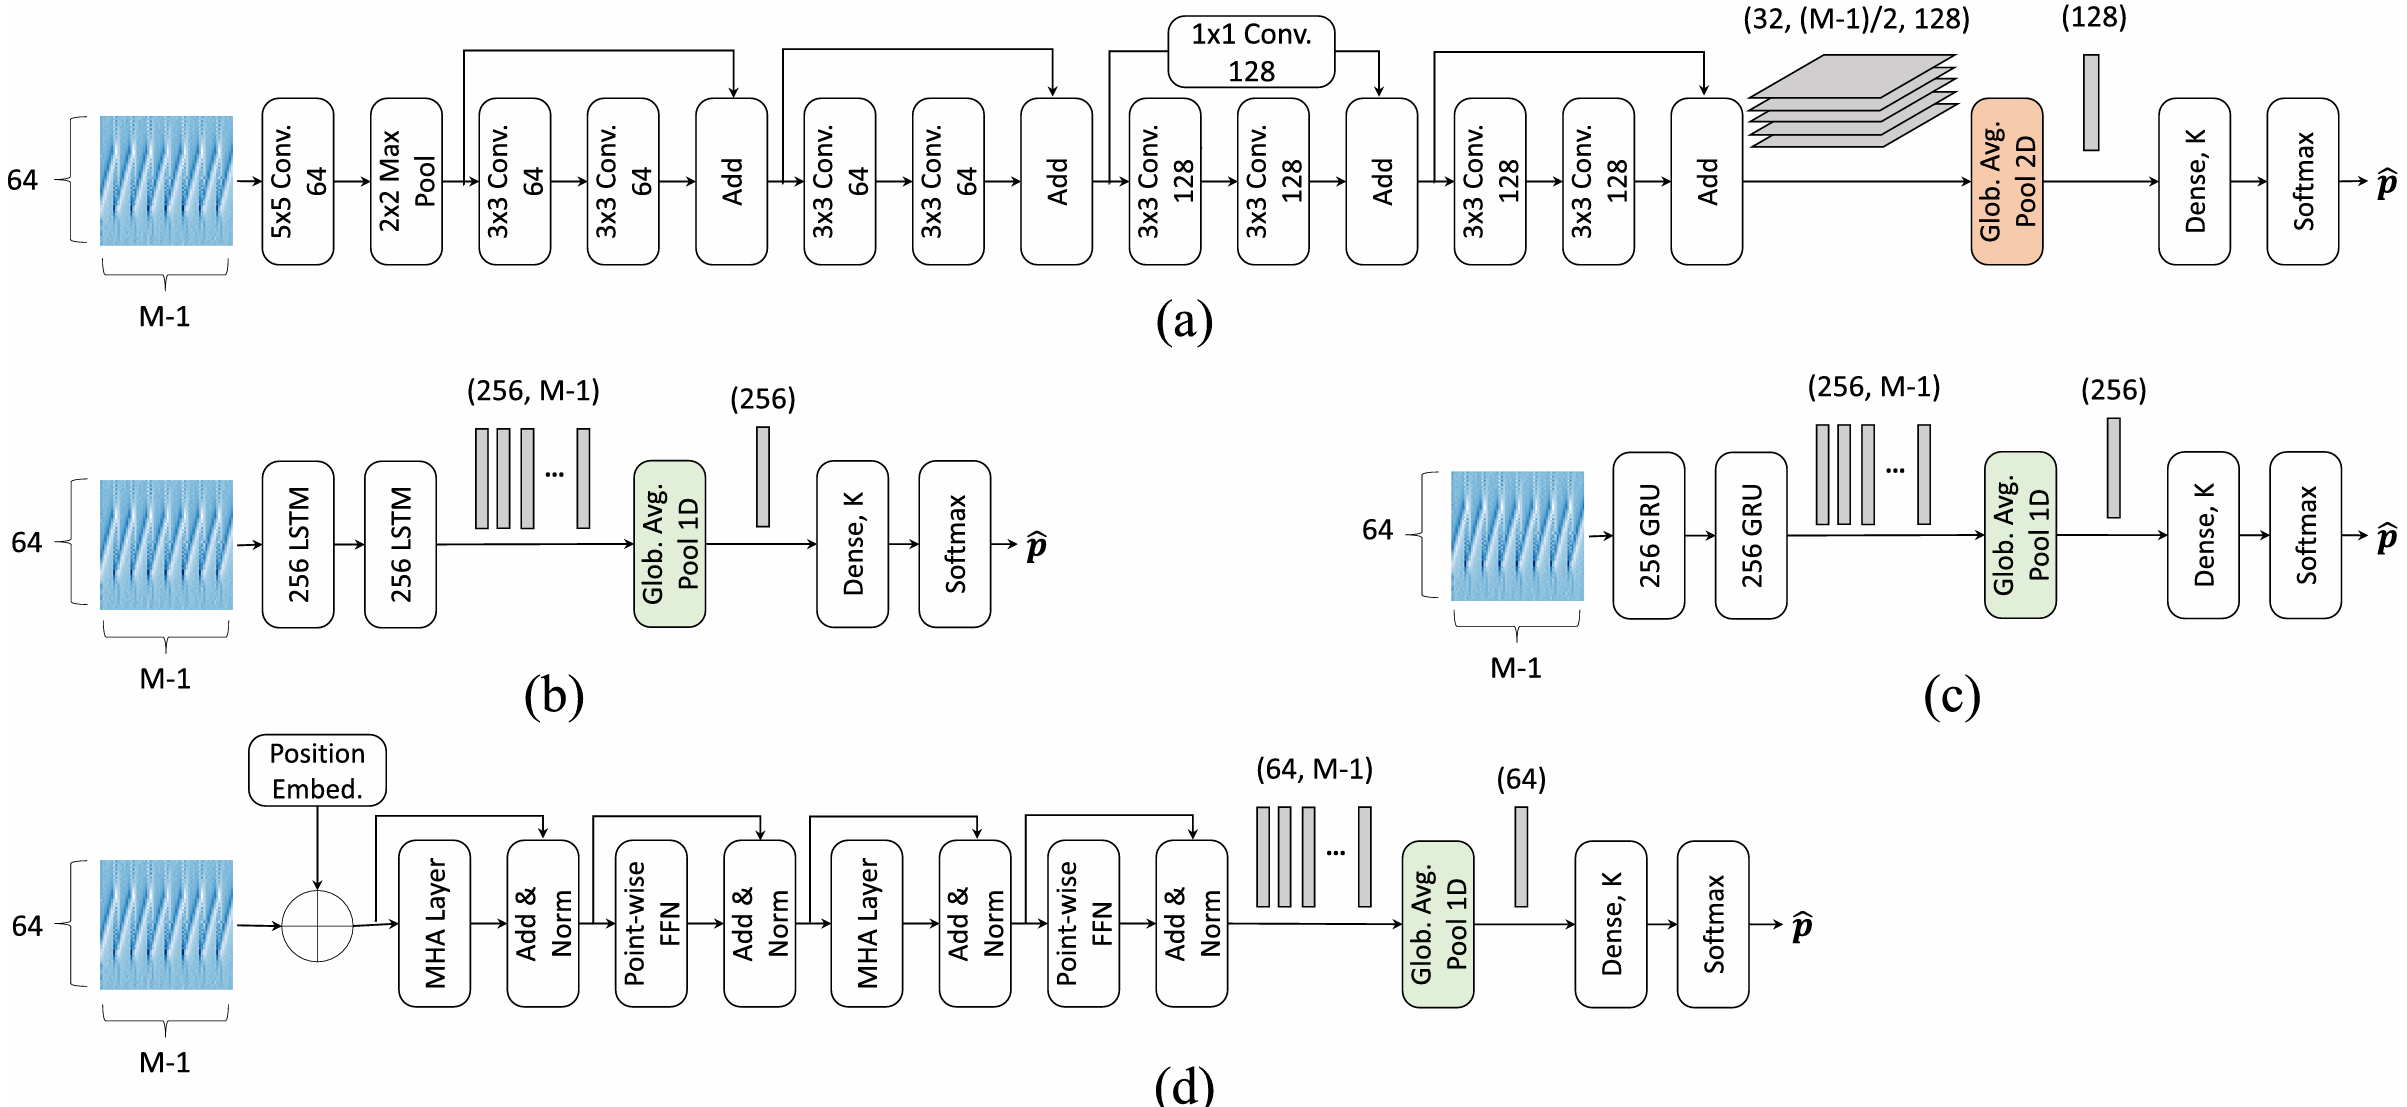 (32, (M-1)/2, 128)
(128)
1x1 Conv.
128
64
5x5 Conv.
64
2x2 Max
Pool
3x3 Conv.
64
3x3 Conv.
64
Add
3x3 Conv.
64
3x3 Conv.
64
Add
3x3 Conv.
128
3x3 Conv.
128
Add
3x3 Conv.
128
3x3 Conv.
128
Add
Glob. Avg.
Pool 2D
Dense, K
Softmax
p̂
M-1
(a)
(256, M-1)
(256)
64
256 LSTM
256 LSTM
...
Glob. Avg.
Pool 1D
Dense, K
Softmax
p̂
M-1
(b)
(256, M-1)
(256)
64
256 GRU
256 GRU
...
Glob. Avg.
Pool 1D
Dense, K
Softmax
p̂
M-1
(c)
Position
Embed.
(64, M-1)
(64)
64
MHA Layer
Add &
Norm
Point-wise
FFN
Add &
Norm
MHA Layer
Add &
Norm
Point-wise
FFN
Add &
Norm
...
Glob. Avg.
Pool 1D
Dense, K
Softmax
p̂
M-1
(d)